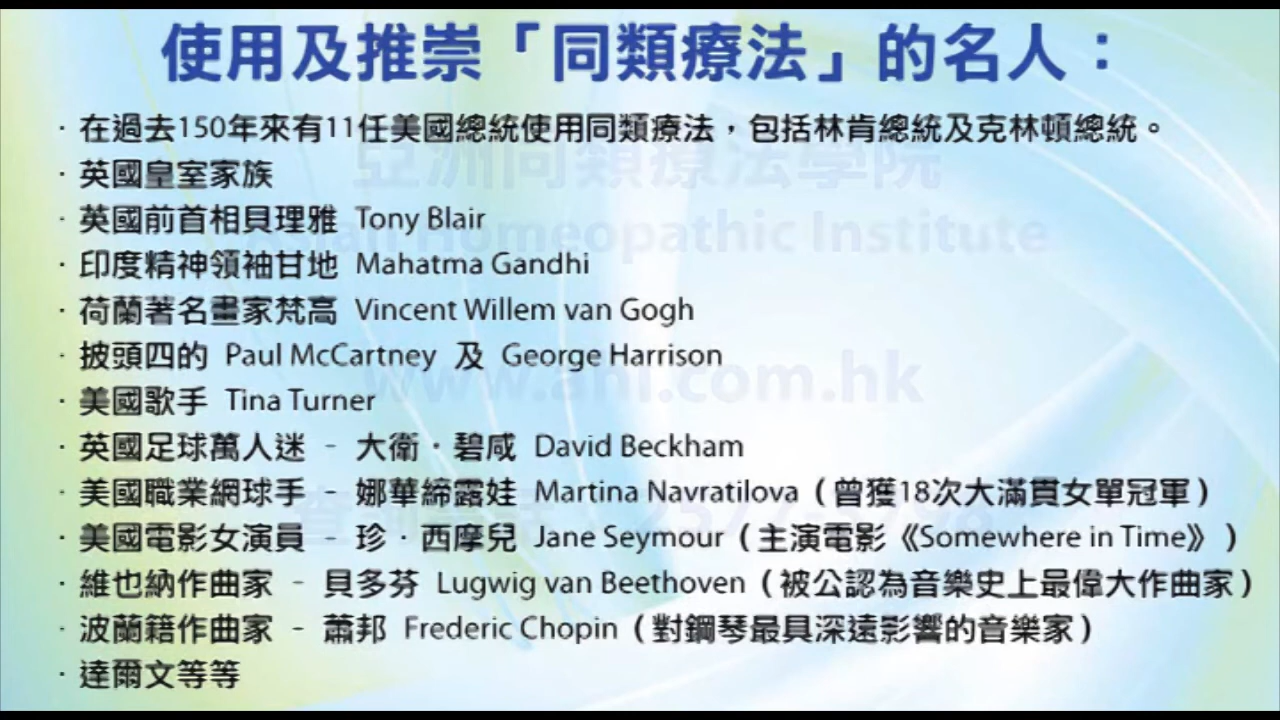 使用及推崇「同類療法」的名人：
· 在過去150年來有11任美國總統使用同類療法，包括林肯總統及克林頓總統。
亞洲同類療法學院
· 英國皇室家族
· 英國前首相貝理雅 Tony Blair
Asian Homeopathic Institute
· 印度精神領袖甘地 Mahatma Gandhi
· 荷蘭著名畫家梵高 Vincent Willem van Gogh
· 披頭四的 Paul McCartney 及 George Harrison
www.ahi.com.hk
· 美國歌手 Tina Turner
· 英國足球萬人迷 - 大衛·碧咸 David Beckham
· 美國職業網球手 - 娜華締露娃 Martina Navratilova（曾獲18次大滿貫女單冠軍）
· 美國電影女演員 - 珍·西摩兒 Jane Seymour（主演電影《Somewhere in Time》）
· 維也納作曲家 - 貝多芬 Lugwig van Beethoven（被公認為音樂史上最偉大作曲家）
· 波蘭籍作曲家 - 蕭邦 Frederic Chopin（對鋼琴最具深遠影響的音樂家）
· 達爾文等等